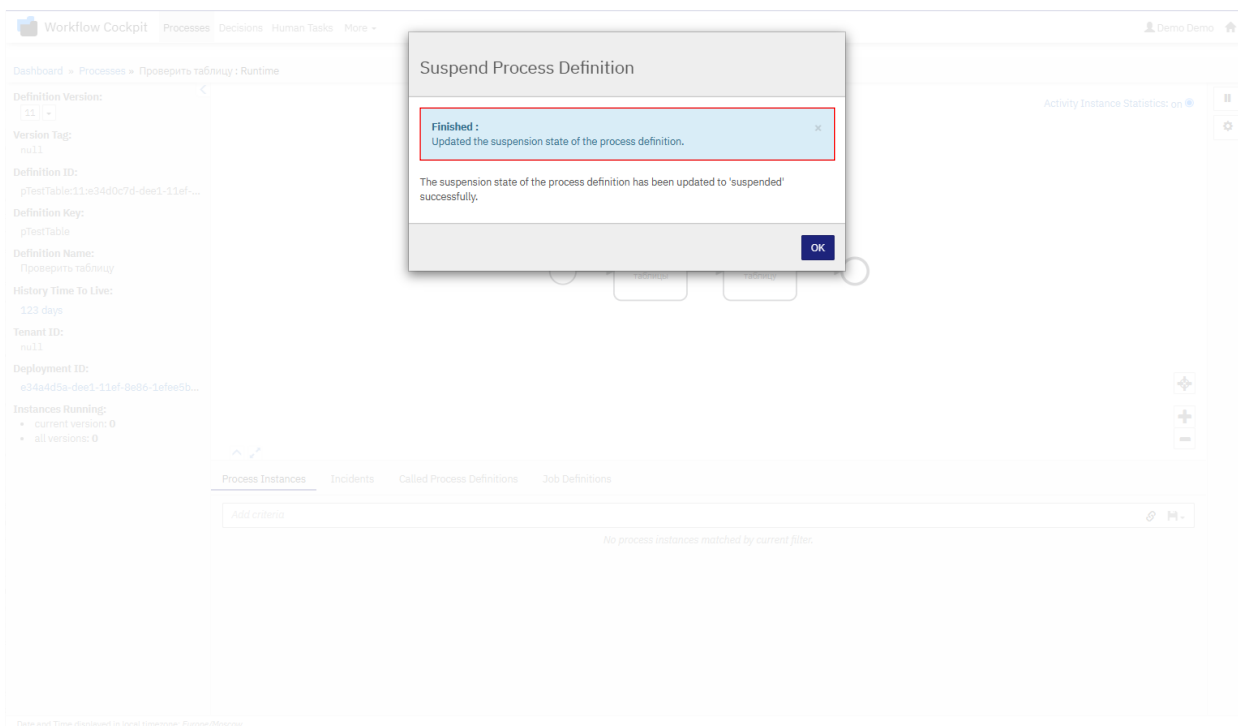 Workflow Cockpit Processes Decisions Human Tasks More Demo Demo
Dashboard » Processes » Проверить таблицу : Runtime
Suspend Process Definition
Finished : ×
Updated the suspension state of the process definition.
The suspension state of the process definition has been updated to 'suspended'
successfully.
OK
Definition Version:
11
Version Tag:
null
Definition ID:
pTestTable:11:e34d0c7d-dee1-11ef-...
Definition Key:
pTestTable
Definition Name:
Проверить таблицу
History Time To Live:
123 days
Tenant ID:
null
Deployment ID:
e34a4d5a-dee1-11ef-8e86-1efee5b...
Instances Running:
current version: 0
all versions: 0
Activity Instance Statistics: on
таблицы таблицу
Process Instances Incidents Called Process Definitions Job Definitions
Add criteria
No process instances matched by current filter.